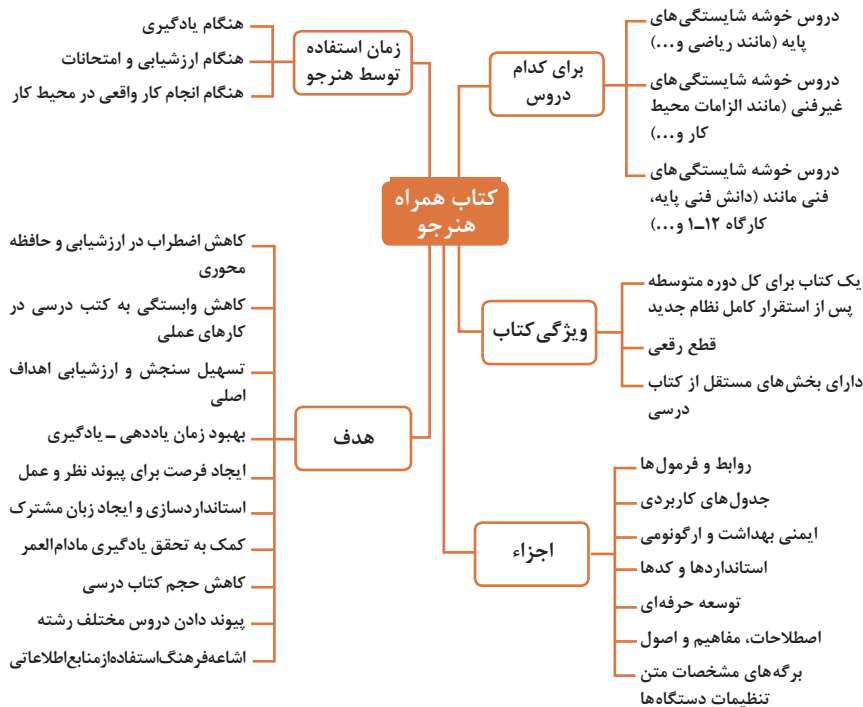 کتاب همراه
هنرجو
برای کدام
دروس
دروس خوشه شایستگی‌های
پایه (مانند ریاضی و...)
دروس خوشه شایستگی‌های
غیرفنی (مانند الزامات محیط
کار و...)
دروس خوشه شایستگی‌های
فنی مانند (دانش فنی پایه،
کارگاه ۱۲ـ۱ و...)
ویژگی کتاب
یک کتاب برای کل دوره متوسطه
پس از استقرار کامل نظام جدید
قطع رقعی
دارای بخش‌های مستقل از کتاب
درسی
اجزاء
روابط و فرمول‌ها
جدول‌های کاربردی
ایمنی بهداشت و ارگونومی
استانداردها و کدها
توسعه حرفه‌ای
اصطلاحات، مفاهیم و اصول
برگه‌های مشخصات متن
تنظیمات دستگاه‌ها
زمان استفاده
توسط هنرجو
هنگام یادگیری
هنگام ارزشیابی و امتحانات
هنگام انجام کار واقعی در محیط کار
هدف
کاهش اضطراب در ارزشیابی و حافظه
محوری
کاهش وابستگی به کتب درسی در
کارهای عملی
تسهیل سنجش و ارزشیابی اهداف
اصلی
بهبود زمان یاددهی ـ یادگیری
ایجاد فرصت برای پیوند نظر و عمل
استانداردسازی و ایجاد زبان مشترک
کمک به تحقق یادگیری مادام‌العمر
کاهش حجم کتاب درسی
پیوند دادن دروس مختلف رشته
اشاعه فرهنگ استفاده از منابع اطلاعاتی